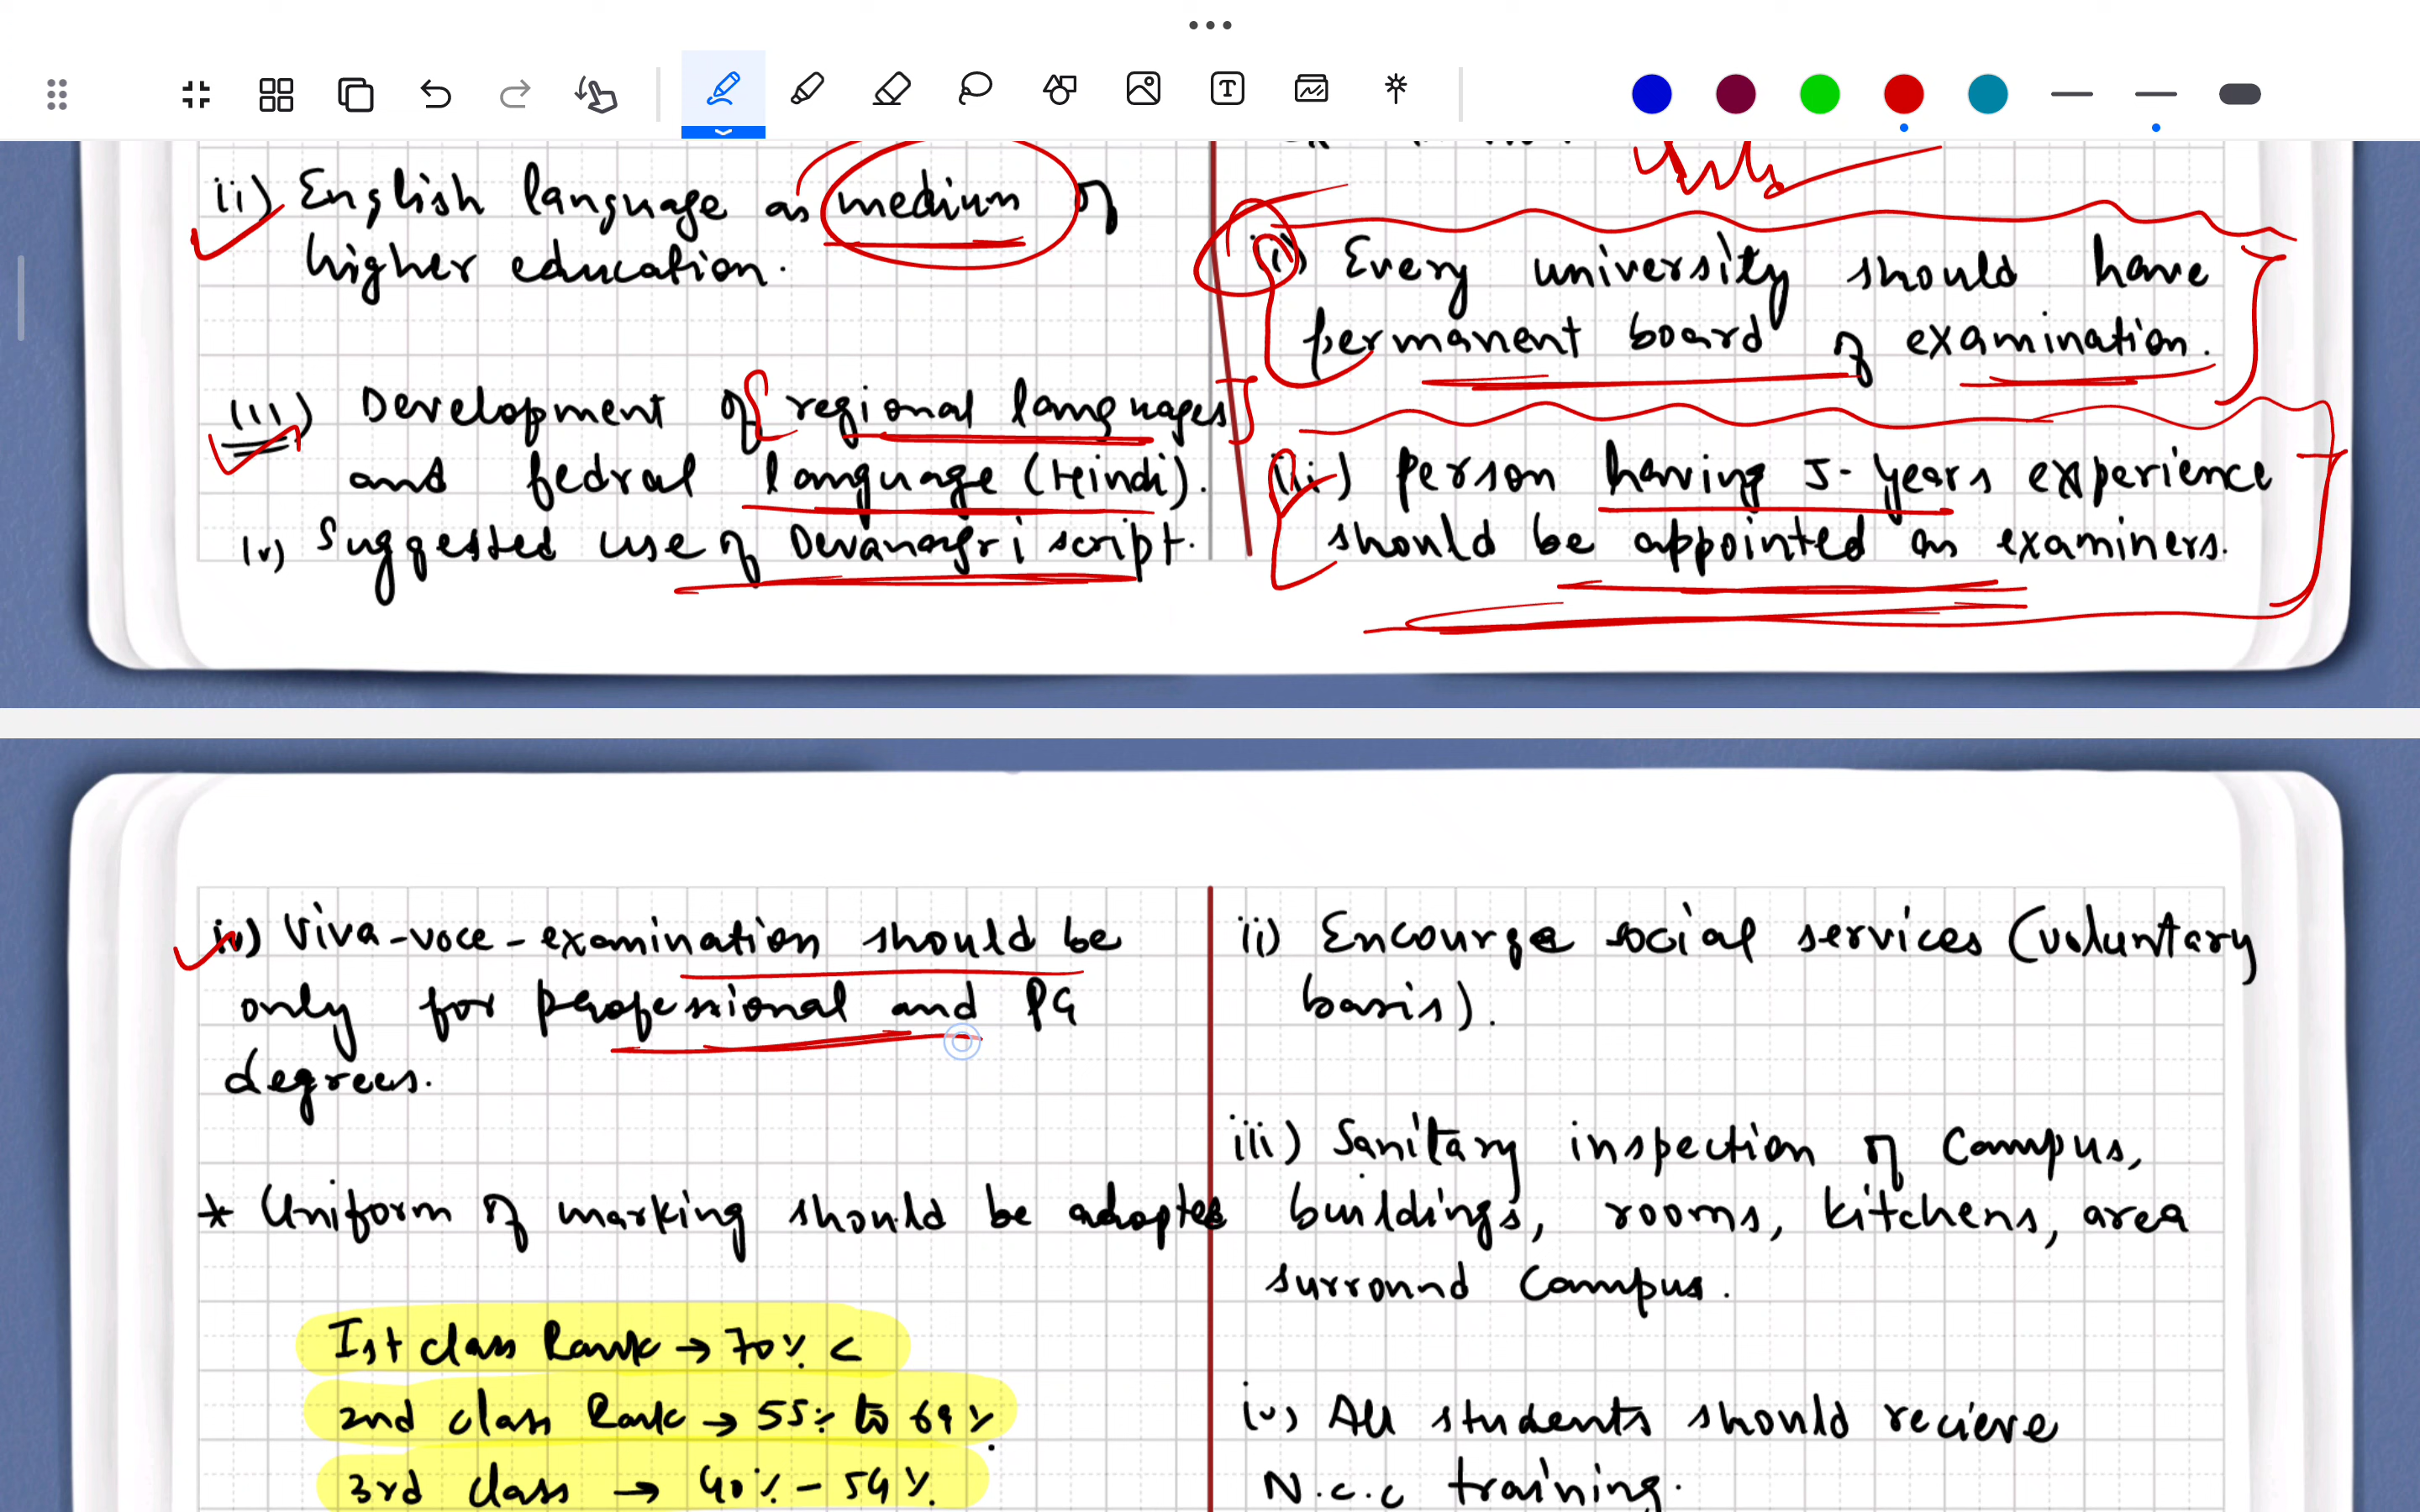 ii) English language as medium of
higher education.
iii) Development of regional languages
and fedral language (Hindi).
iv) Suggested use of Devanagri script.
ii) Every university should have
permanent board of examination.
iii) Person having 5-years experience
should be appointed as examiners.
iv) Viva-voce-examination should be
only for professional and PG
degrees.
* Uniform of marking should be adopted
Ist class Rank → 70% <
2nd class Rank → 55% to 69%.
3rd class → 40% - 54%.
ii) Encourge social services (voluntary
basis).
iii) Sanitary inspection of Campus,
buildings, rooms, kitchens, area
surround Campus.
iv) All students should recieve
N.C.C training.